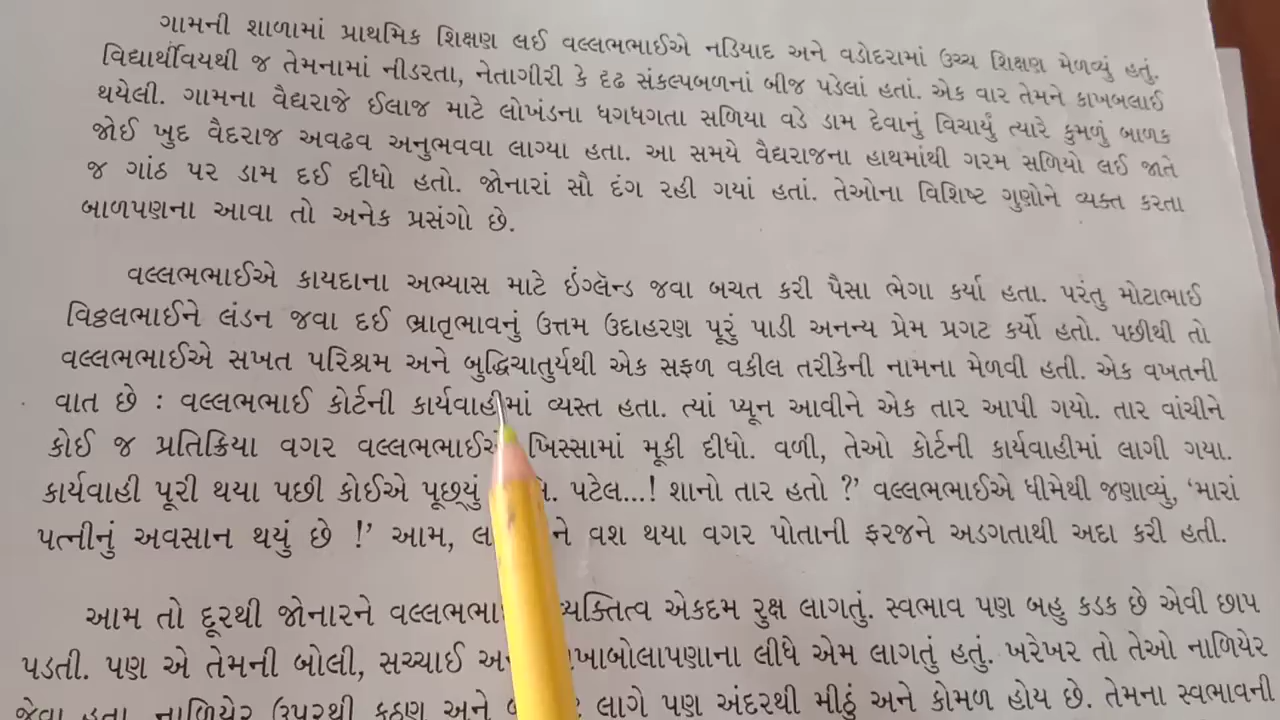 ગામની શાળામાં પ્રાથમિક શિક્ષણ લઈ વલ્લભભાઈએ નડિયાદ અને વડોદરામાં ઉચ્ચ શિક્ષણ મેળવ્યું હતું.
વિદ્યાર્થીવયથી જ તેમનામાં નીડરતા, નેતાગીરી કે દૃઢ સંકલ્પબળનાં બીજ પડેલાં હતાં. એક વાર તેમને કાખબલાઈ
થયેલી. ગામના વૈદ્યરાજે ઈલાજ માટે લોખંડના ધગધગતા સળિયા વડે ડામ દેવાનું વિચાર્યું ત્યારે કુમળું બાળક
જોઈ ખુદ વૈદરાજ અવઢવ અનુભવવા લાગ્યા હતા. આ સમયે વૈદ્યરાજના હાથમાંથી ગરમ સળિયો લઈ જાતે
જ ગાંઠ પર ડામ દઈ દીધો હતો. જોનારાં સૌ દંગ રહી ગયાં હતાં. તેઓના વિશિષ્ટ ગુણોને વ્યક્ત કરતા
બાળપણના આવા તો અનેક પ્રસંગો છે.
વલ્લભભાઈએ કાયદાના અભ્યાસ માટે ઇંગ્લૅન્ડ જવા બચત કરી પૈસા ભેગા કર્યા હતા. પરંતુ મોટાભાઈ
વિઠ્ઠલભાઈને લંડન જવા દઈ ભ્રાતૃભાવનું ઉત્તમ ઉદાહરણ પૂરું પાડી અનન્ય પ્રેમ પ્રગટ કર્યો હતો. પછીથી તો
વલ્લભભાઈએ સખત પરિશ્રમ અને બુદ્ધિચાતુર્યથી એક સફળ વકીલ તરીકેની નામના મેળવી હતી. એક વખતની
વાત છે : વલ્લભભાઈ કોર્ટની કાર્યવાહીમાં વ્યસ્ત હતા. ત્યાં પ્યૂન આવીને એક તાર આપી ગયો. તાર વાંચીને
કોઈ જ પ્રતિક્રિયા વગર વલ્લભભાઈએ ખિસ્સામાં મૂકી દીધો. વળી, તેઓ કોર્ટની કાર્યવાહીમાં લાગી ગયા.
કાર્યવાહી પૂરી થયા પછી કોઈએ પૂછ્યું પટેલ...! શાનો તાર હતો ?’ વલ્લભભાઈએ ધીમેથી જણાવ્યું, ‘મારાં
પત્નીનું અવસાન થયું છે !’ આમ, વશ થયા વગર પોતાની ફરજને અડગતાથી અદા કરી હતી.
આમ તો દૂરથી જોનારને વ્યક્તિત્વ એકદમ રુક્ષ લાગતું. સ્વભાવ પણ બહુ કડક છે એવી છાપ
પડતી. પણ એ તેમની બોલી, સચ્ચાઈ લીધે એમ લાગતું હતું. ખરેખર તો તેઓ નાળિયેર
જેવા હતા. નાળિયેર ઉપરથી કઠણ અને લાગે પણ અંદરથી મીઠું અને કોમળ હોય છે. તેમના સ્વભાવની